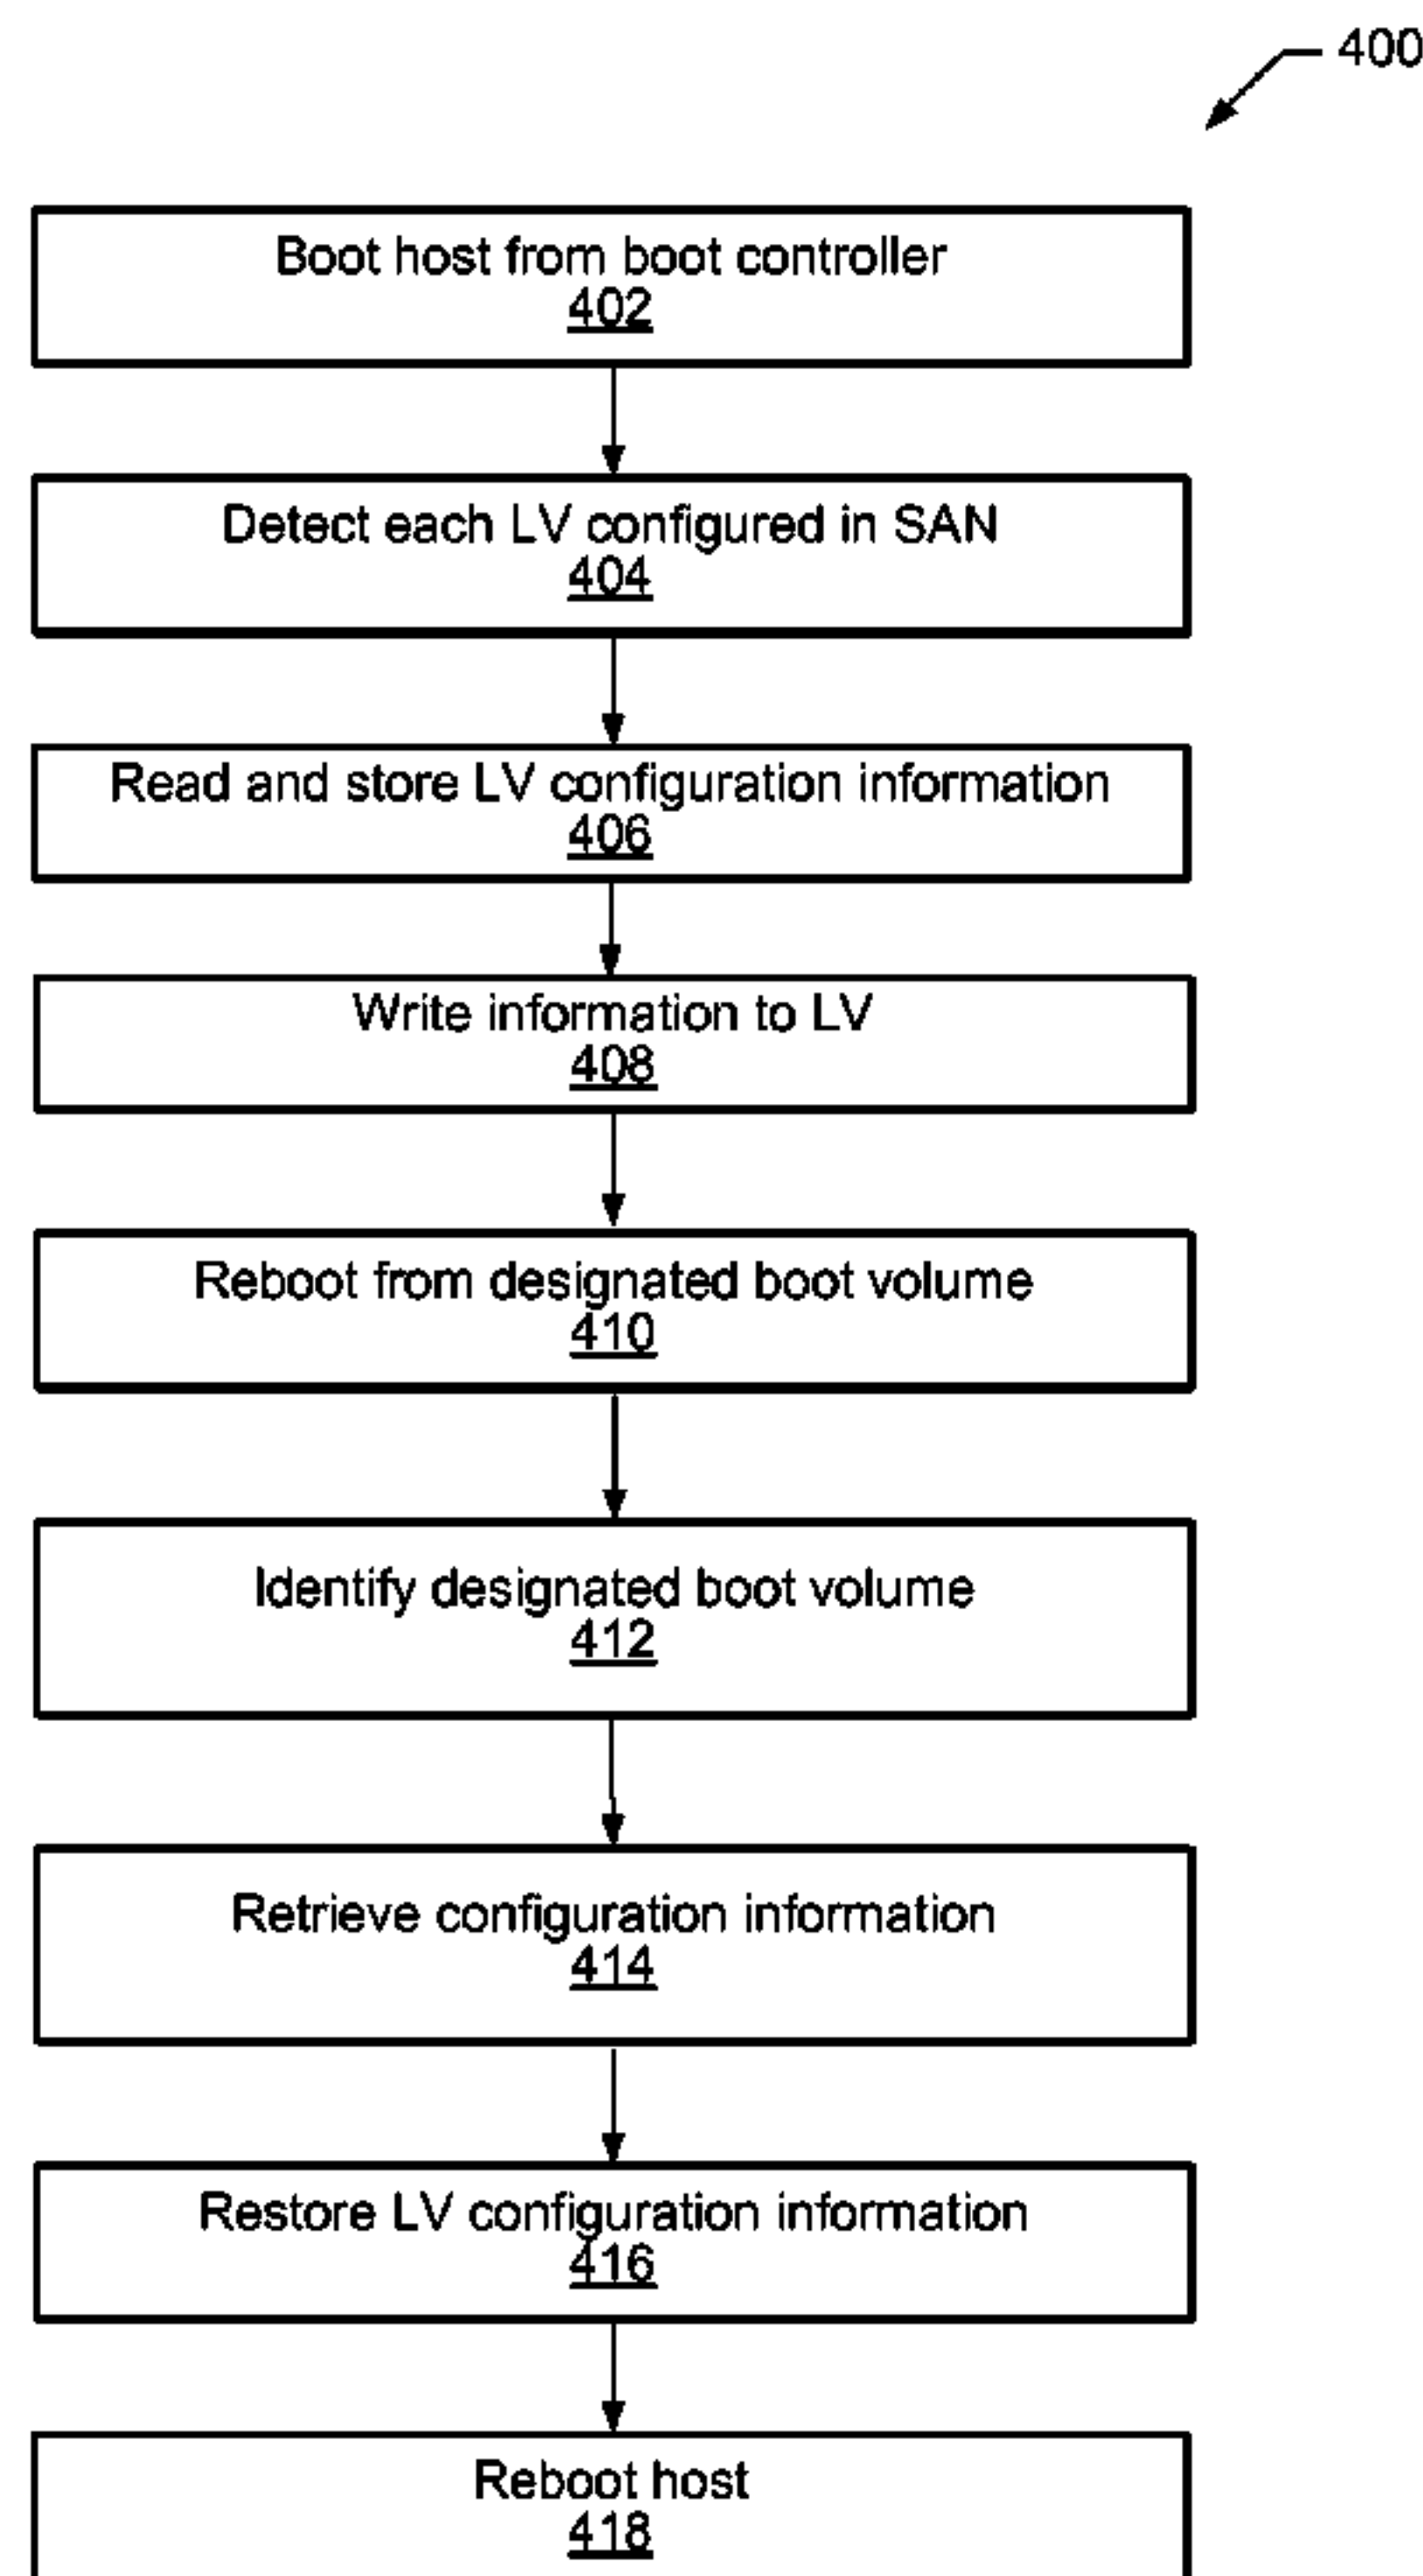 400
Boot host from boot controller
402
Detect each LV configured in SAN
404
Read and store LV configuration information
406
Write information to LV
408
Reboot from designated boot volume
410
Identify designated boot volume
412
Retrieve configuration information
414
Restore LV configuration information
416
Reboot host
418